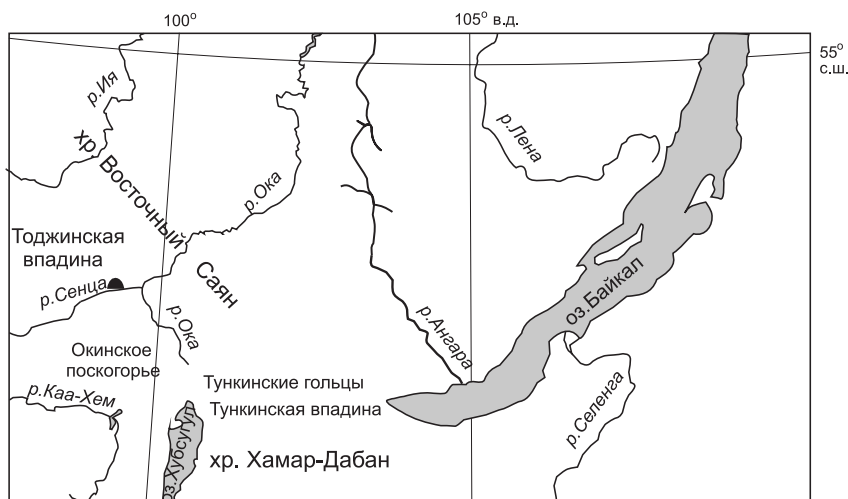 100°
105° в.д.
55°
с.ш.
р.Ия
хр. Восточный
Саян
р.Ока
р.Лена
Тоджинская
впадина
р.Сенца
р.Ока
р.Ангара
оз.Байкал
Окинское
поскогорье
р.Каа-Хем
Тункинские гольцы
Тункинская впадина
р.Селенга
оз.Хубсугул
хр. Хамар-Дабан